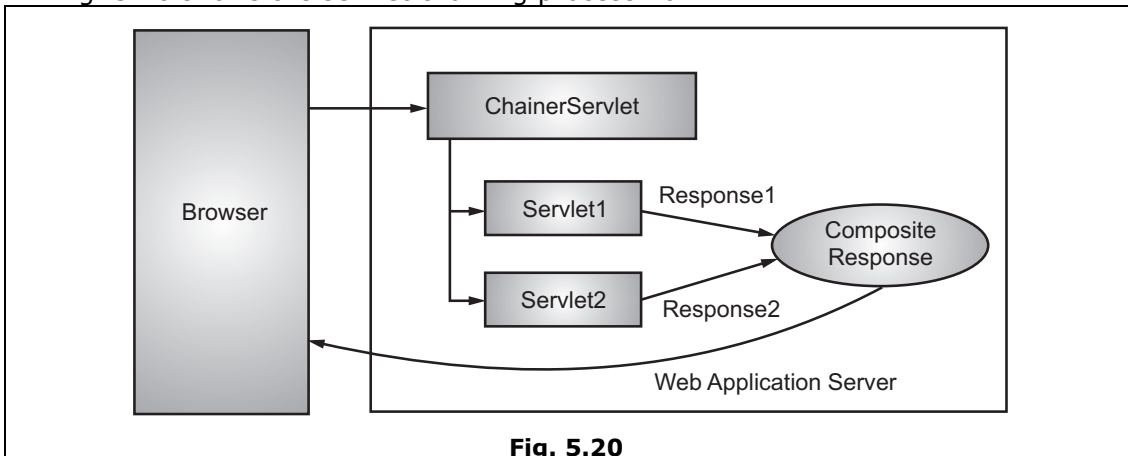 ChainerServlet
Browser
Servlet1
Response1
Composite
Response
Servlet2
Response2
Web Application Server
Fig. 5.20